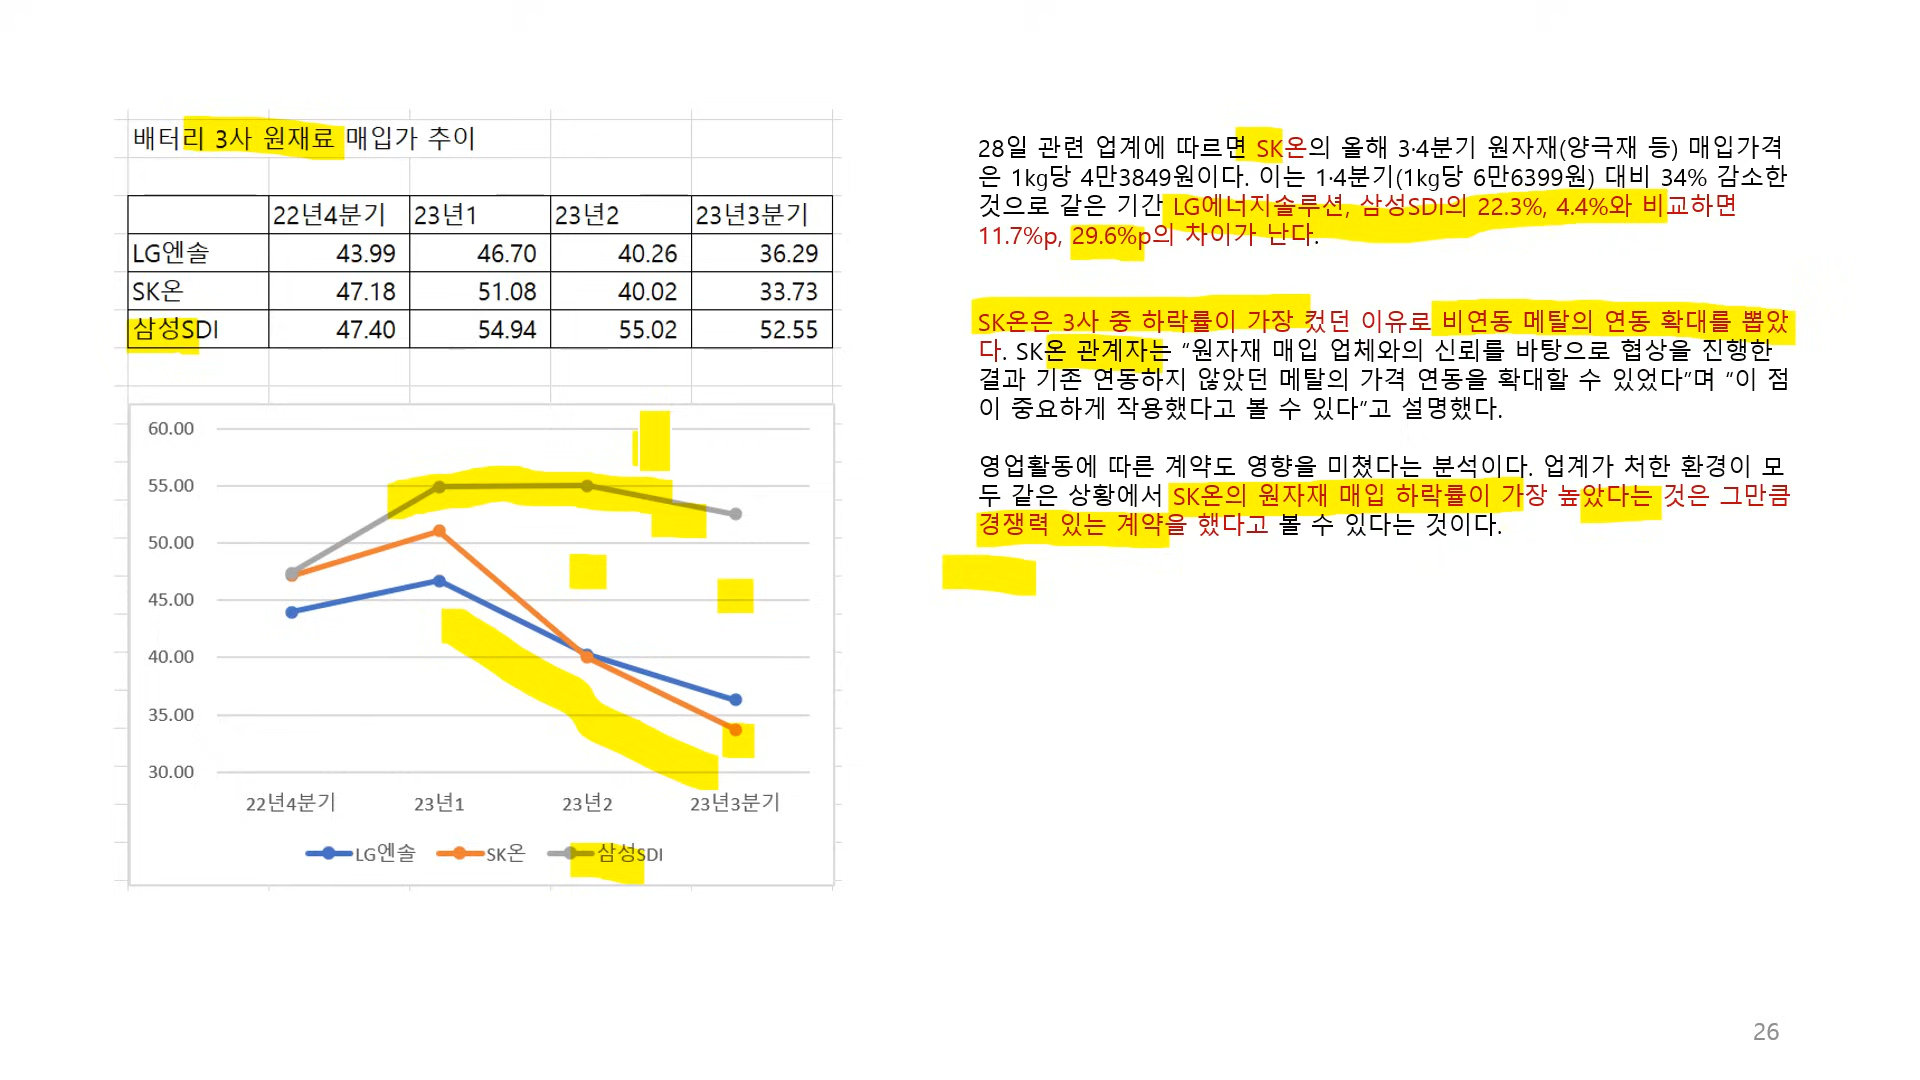 배터리 3사 원재료 매입가 추이
22년4분기 23년1 23년2 23년3분기
LG엔솔 43.99 46.70 40.26 36.29
SK온 47.18 51.08 40.02 33.73
삼성SDI 47.40 54.94 55.02 52.55
60.00
55.00
50.00
45.00
40.00
35.00
30.00
22년4분기 23년1 23년2 23년3분기
LG엔솔 SK온 삼성SDI
28일 관련 업계에 따르면 SK온의 올해 3·4분기 원자재(양극재 등) 매입가격
은 1kg당 4만3849원이다. 이는 1·4분기(1kg당 6만6399원) 대비 34% 감소한
것으로 같은 기간 LG에너지솔루션, 삼성SDI의 22.3%, 4.4%와 비교하면
11.7%p, 29.6%p의 차이가 난다.
SK온은 3사 중 하락률이 가장 컸던 이유로 비연동 메탈의 연동 확대를 뽑았
다. SK온 관계자는 “원자재 매입 업체와의 신뢰를 바탕으로 협상을 진행한
결과 기존 연동하지 않았던 메탈의 가격 연동을 확대할 수 있었다”며 “이 점
이 중요하게 작용했다고 볼 수 있다”고 설명했다.
영업활동에 따른 계약도 영향을 미쳤다는 분석이다. 업계가 처한 환경이 모
두 같은 상황에서 SK온의 원자재 매입 하락률이 가장 높았다는 것은 그만큼
경쟁력 있는 계약을 했다고 볼 수 있다는 것이다.
26